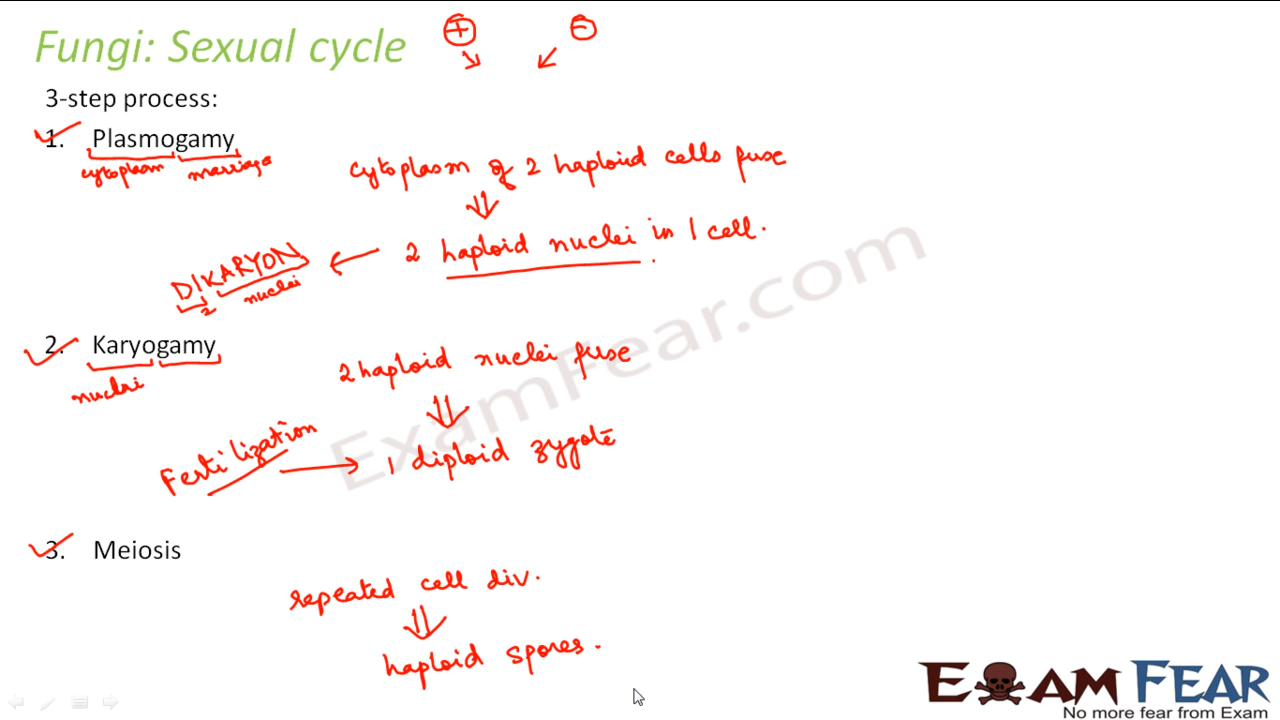 Fungi: Sexual cycle
+ -
3-step process:
1. Plasmogamy
cytoplasm marriage
cytoplasm of 2 haploid cells fuse
2 haploid nuclei in 1 cell.
DIKARYON
2 nuclei
2. Karyogamy
nuclei
2 haploid nuclei fuse
Fertilization
1 diploid zygote
3. Meiosis
repeated cell div.
haploid spores.
ExamFear.com
EXAM FEAR
No more fear from Exam